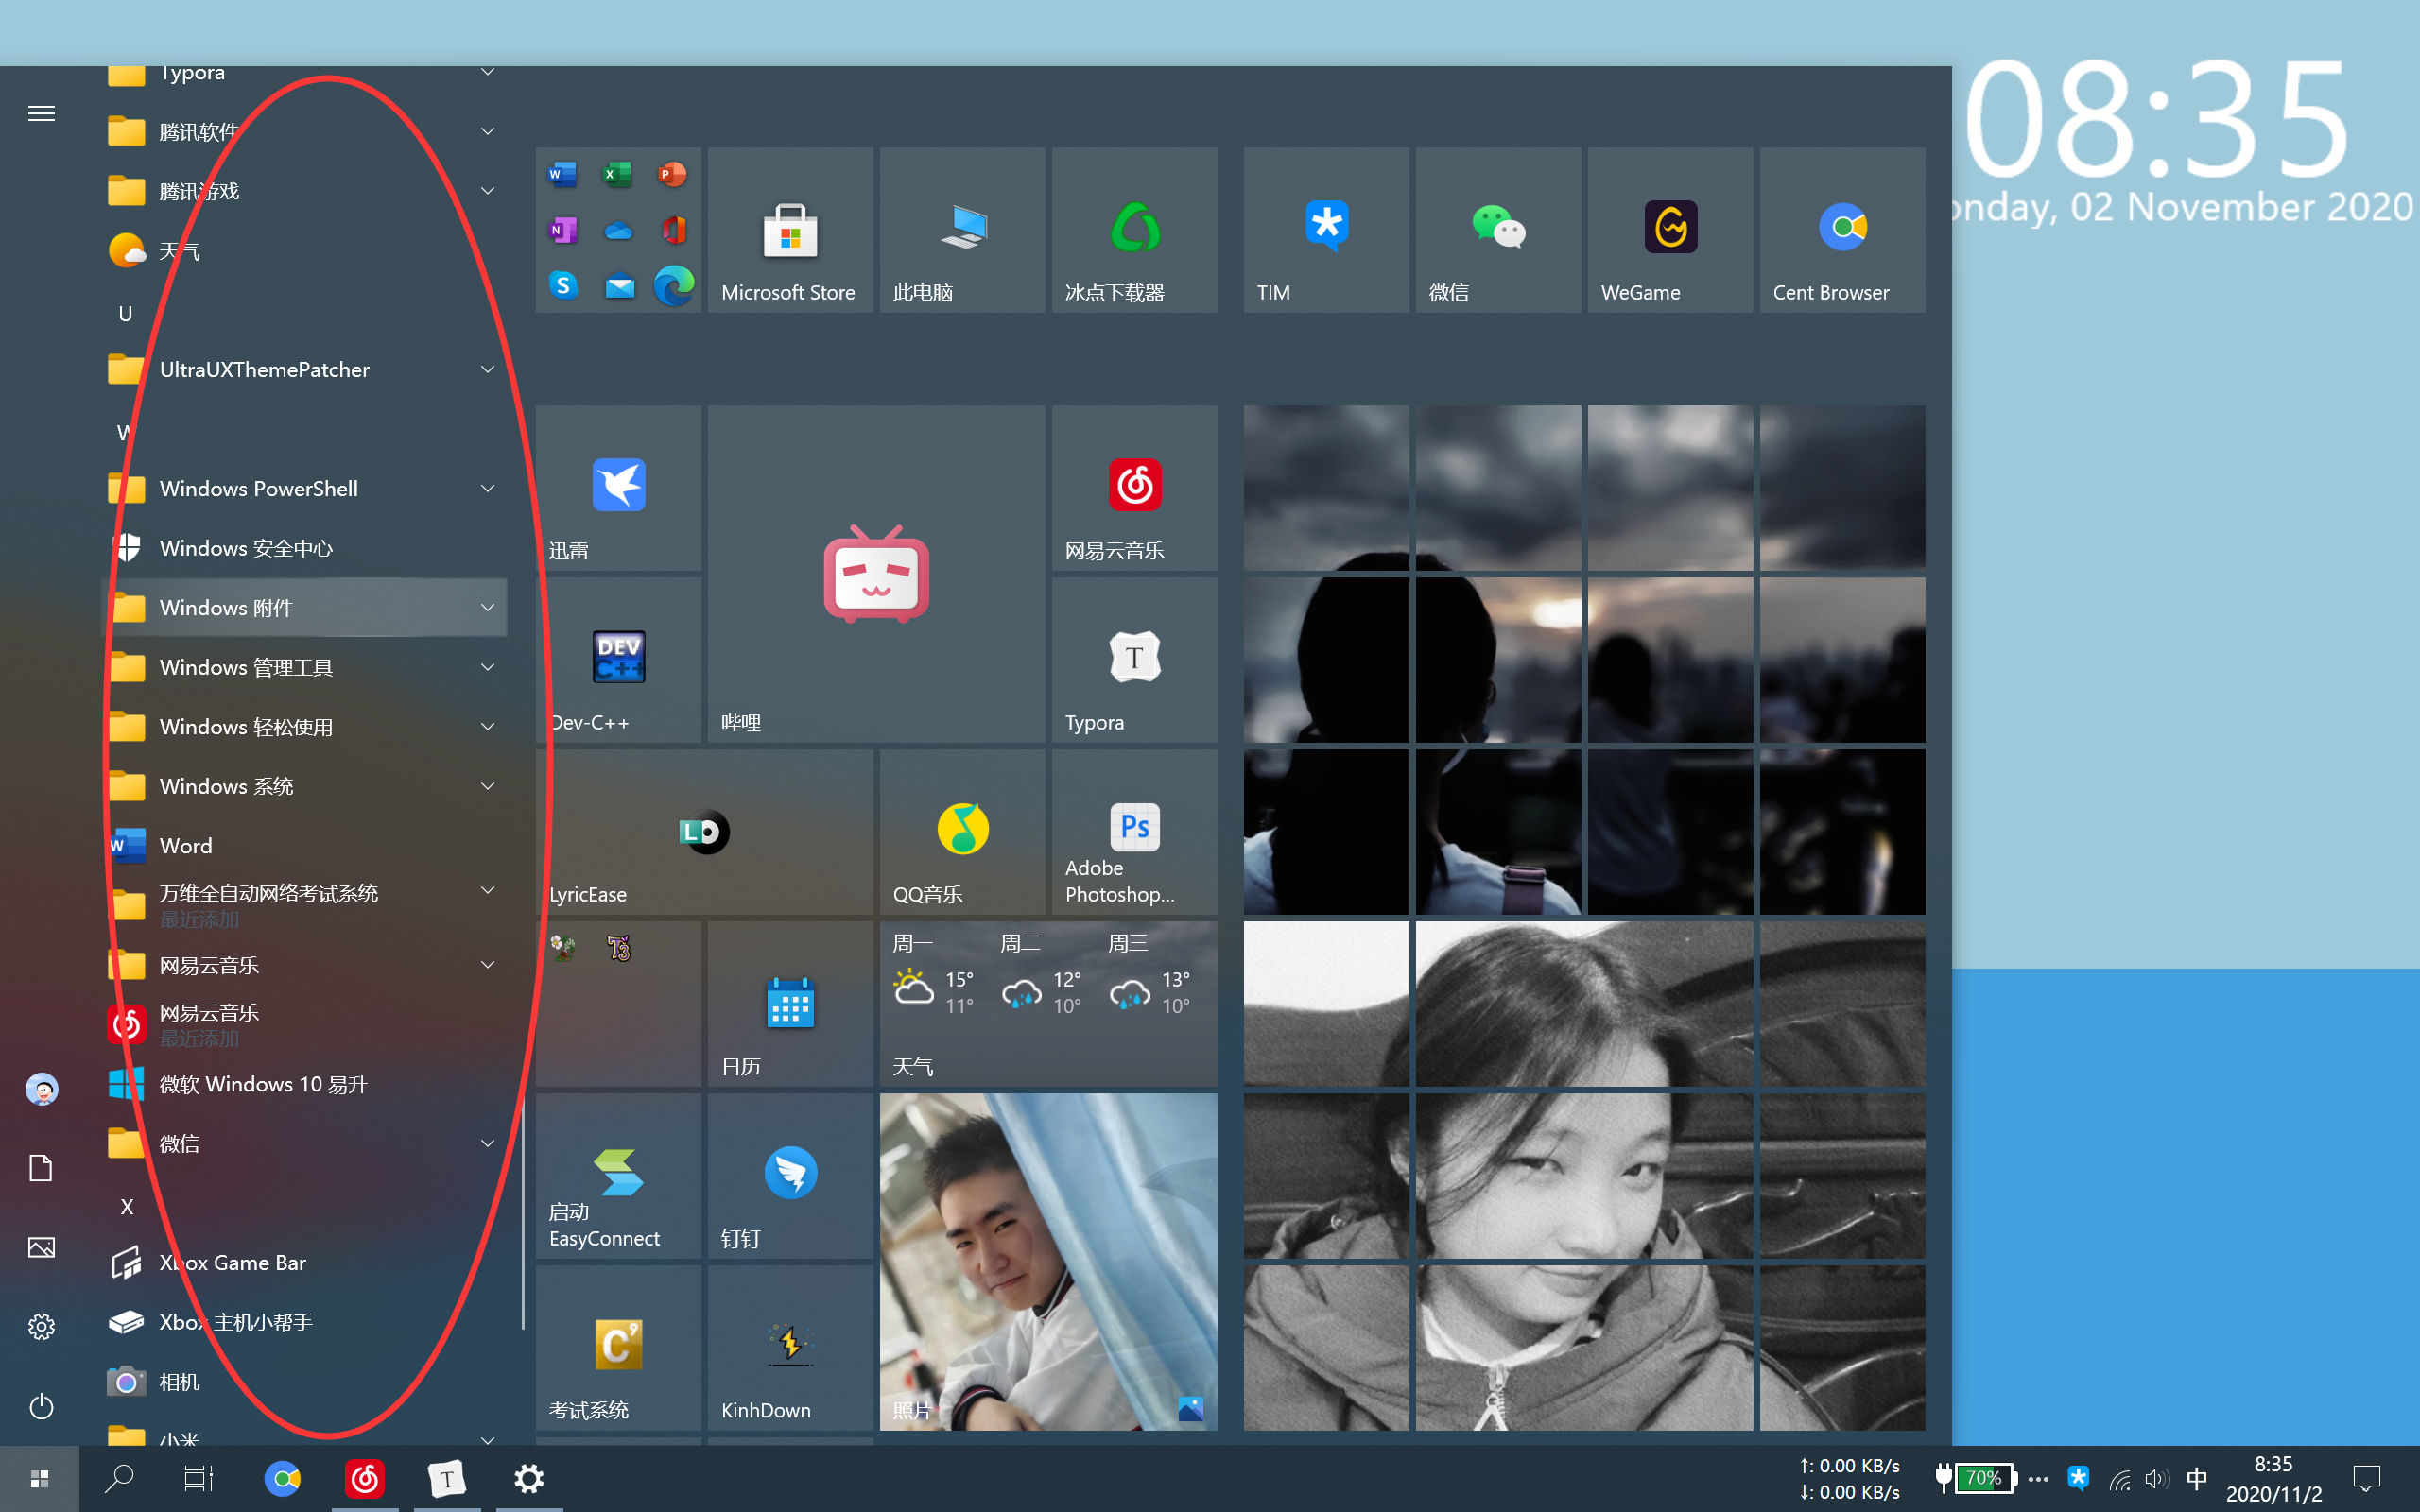 Typora
腾讯软件
腾讯游戏
天气
U
UltraUXThemePatcher
W
Windows PowerShell
Windows 安全中心
Windows 附件
Windows 管理工具
Windows 轻松使用
Windows 系统
Word
万维全自动网络考试系统
最近添加
网易云音乐
网易云音乐
最近添加
微软 Windows 10 易升
微信
X
Xbox Game Bar
Xbox 主机小帮手
相机
小米
Microsoft Store
此电脑
冰点下载器
TIM
微信
WeGame
Cent Browser
迅雷
哔哩
网易云音乐
DEV
C++
Dev-C++
T
Typora
LyricEase
QQ音乐
Ps
Adobe
Photoshop...
日历
周一 周二 周三
15° 12° 13°
11° 10° 10°
天气
启动
EasyConnect
钉钉
考试系统
KinhDown
照片
08:35
onday, 02 November 2020
↑: 0.00 KB/s
↓: 0.00 KB/s
70%
中
8:35
2020/11/2